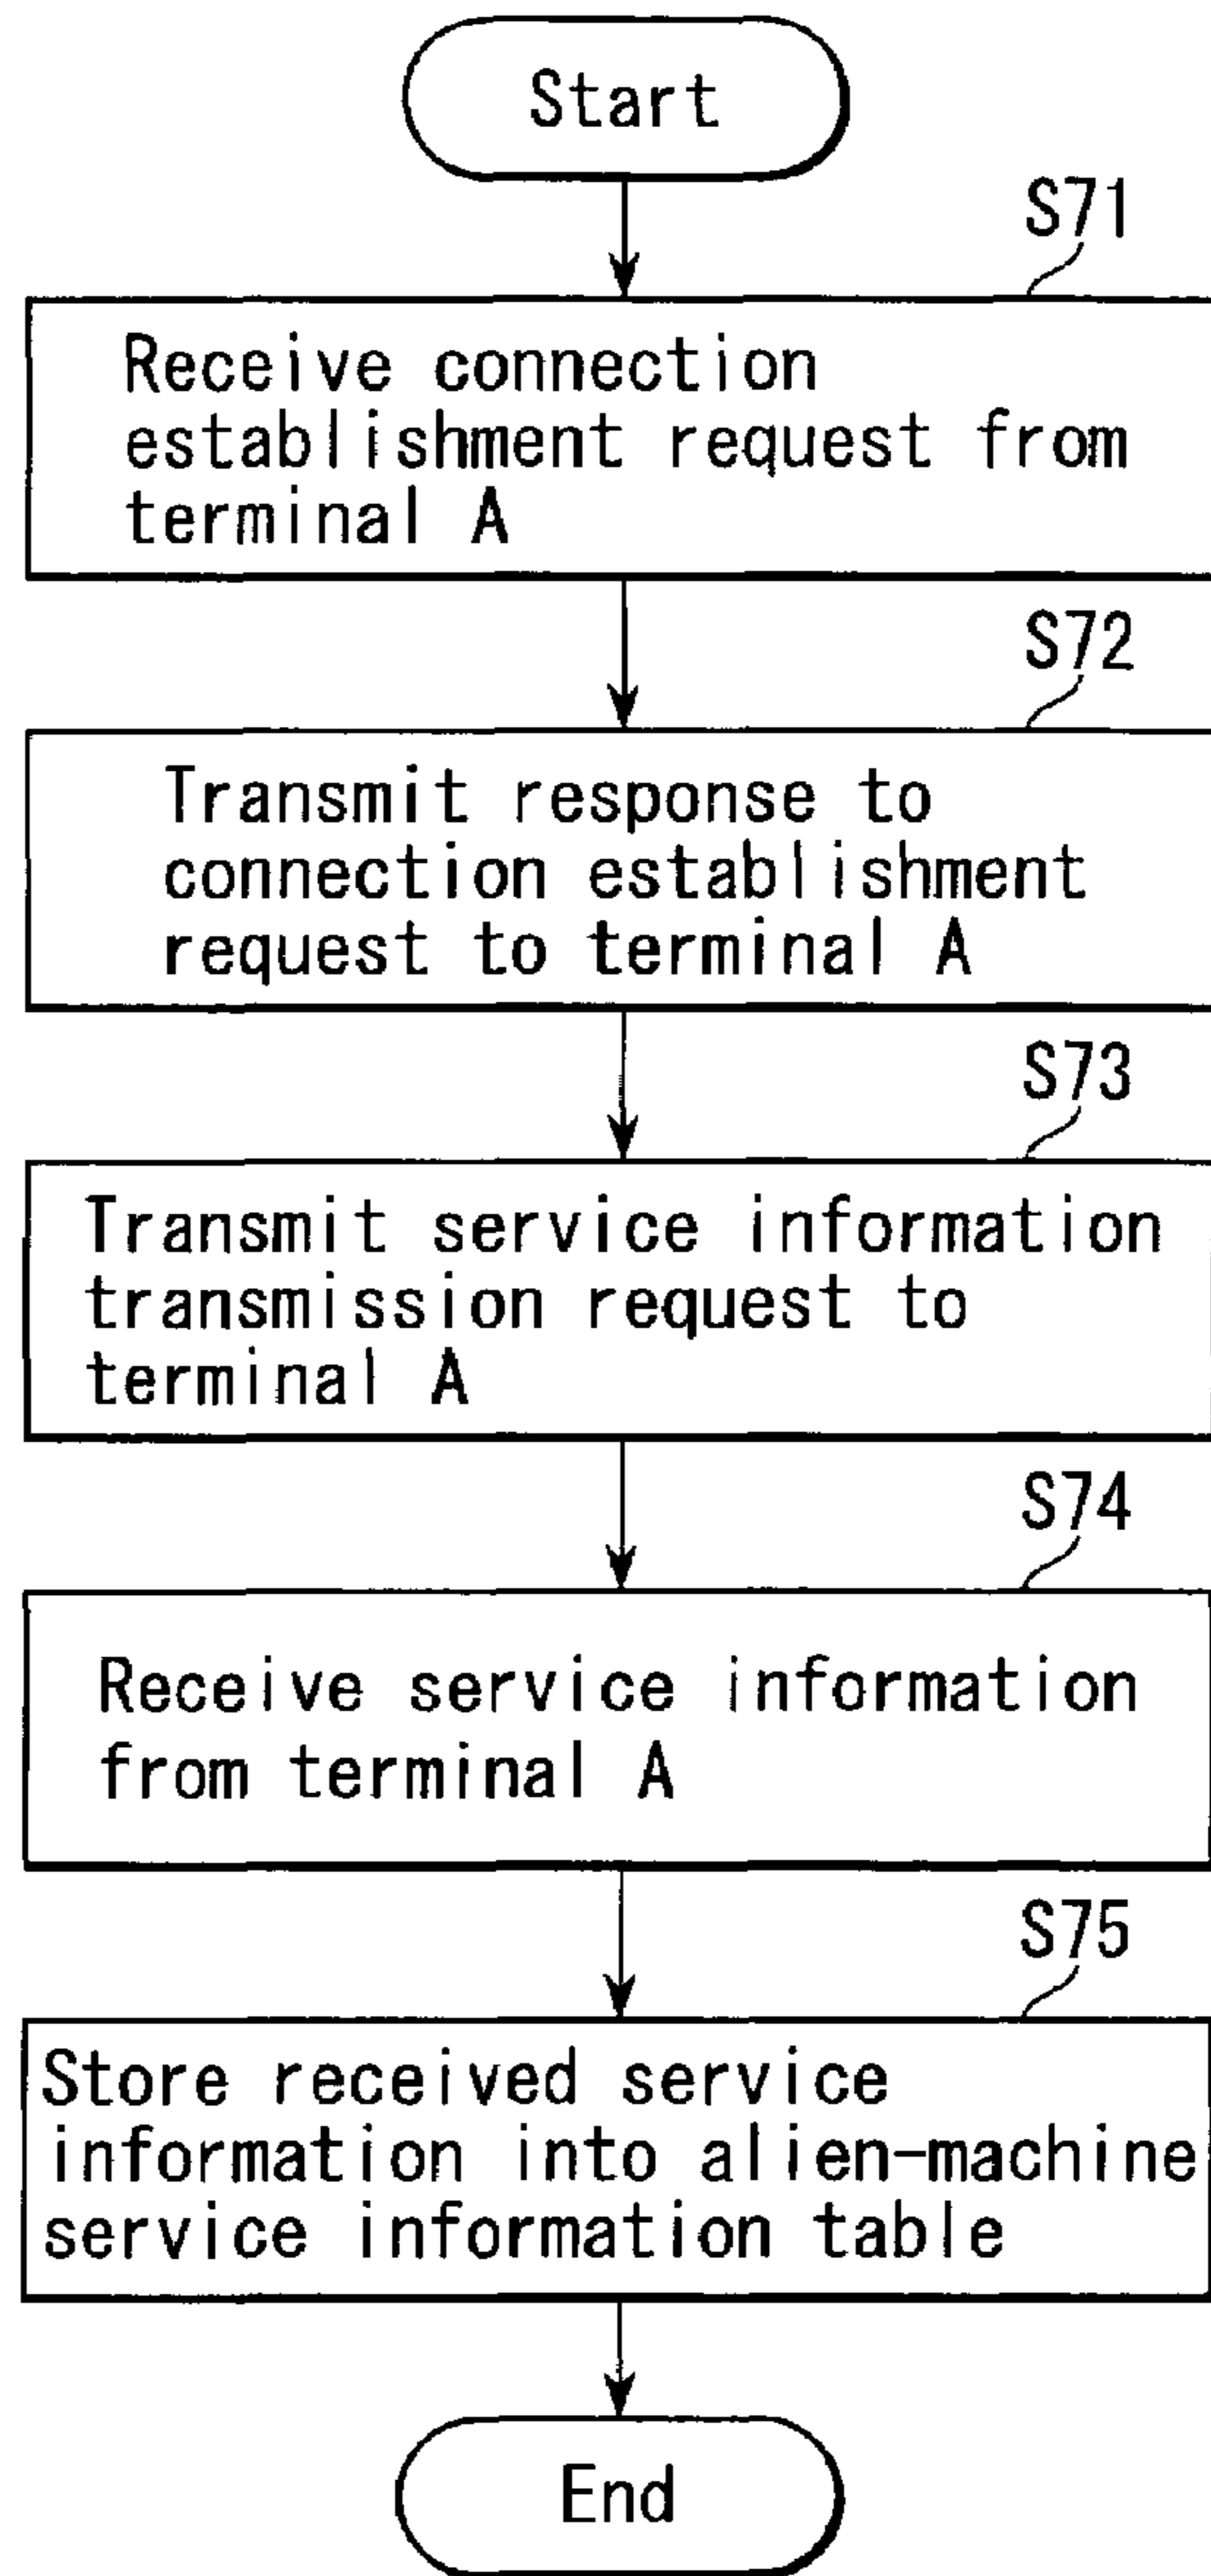 Start
S71
Receive connection
establishment request from
terminal A
S72
Transmit response to
connection establishment
request to terminal A
S73
Transmit service information
transmission request to
terminal A
S74
Receive service information
from terminal A
S75
Store received service
information into alien-machine
service information table
End